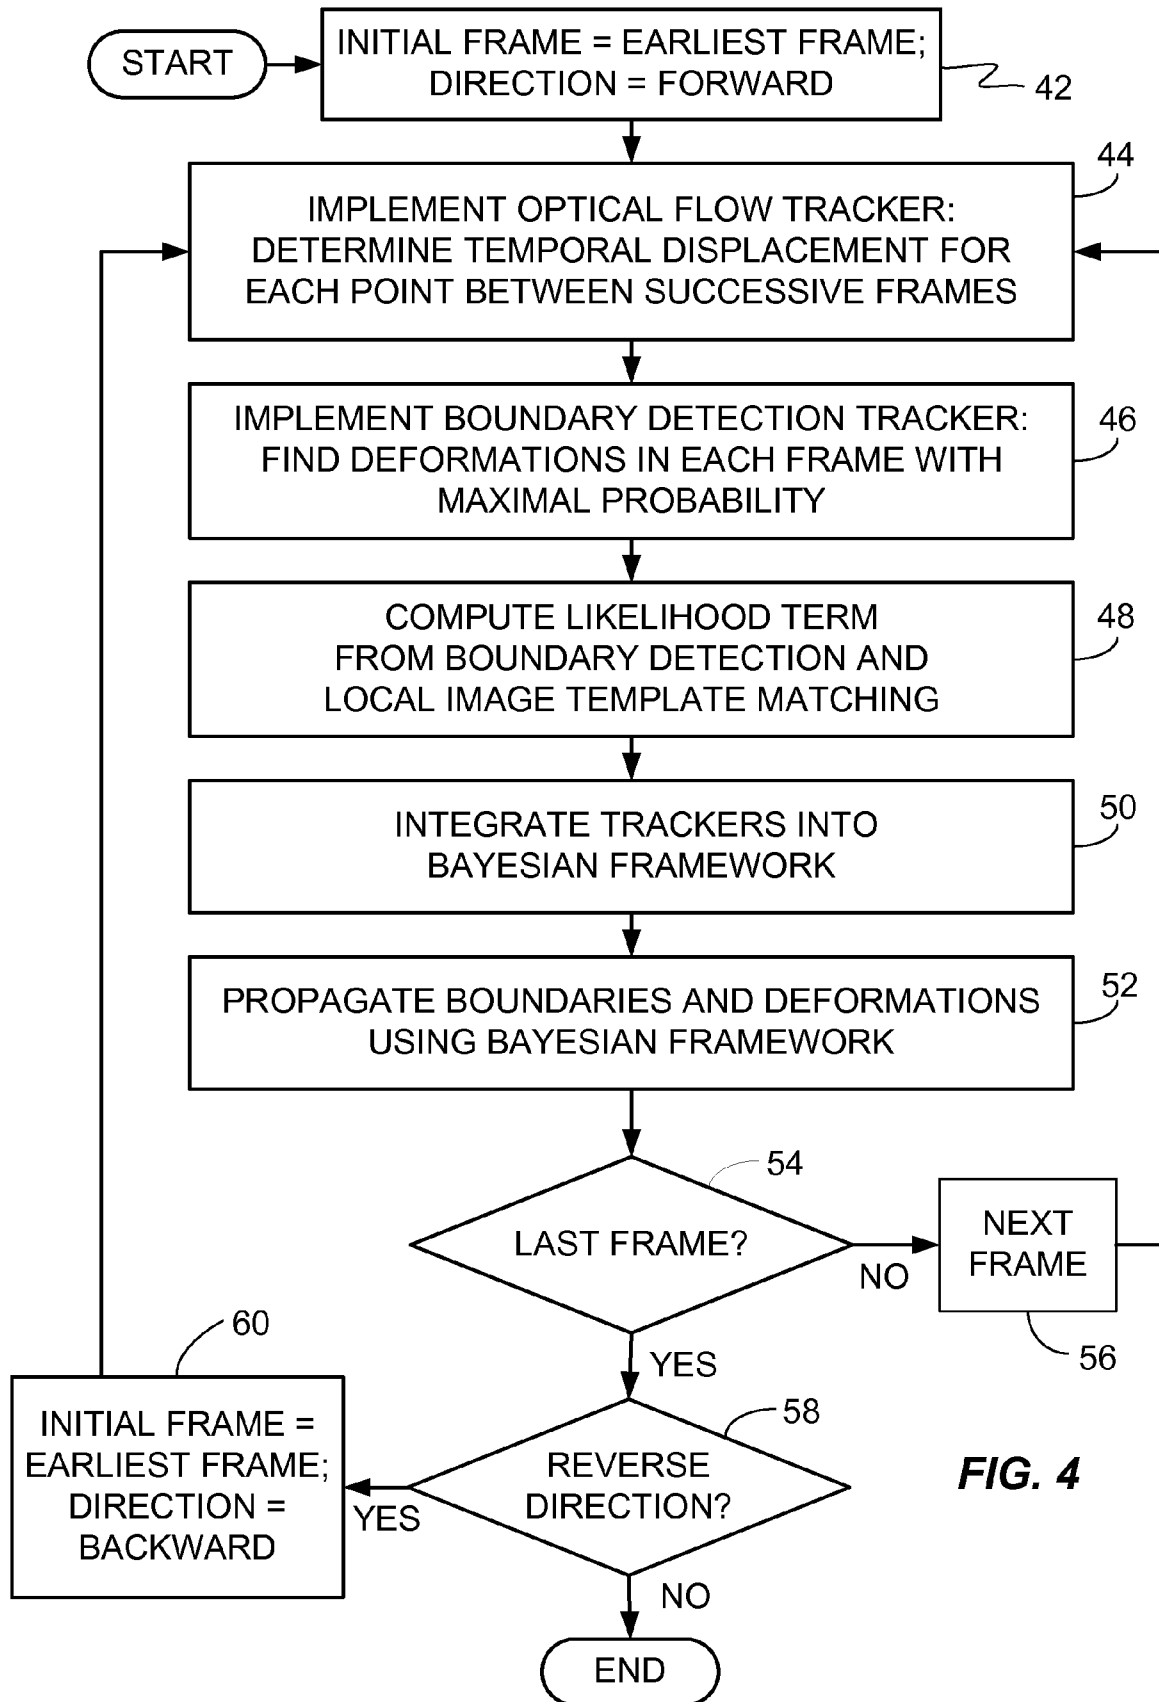 START
INITIAL FRAME = EARLIEST FRAME;
DIRECTION = FORWARD
42
44
IMPLEMENT OPTICAL FLOW TRACKER:
DETERMINE TEMPORAL DISPLACEMENT FOR
EACH POINT BETWEEN SUCCESSIVE FRAMES
IMPLEMENT BOUNDARY DETECTION TRACKER:
FIND DEFORMATIONS IN EACH FRAME WITH
MAXIMAL PROBABILITY
46
COMPUTE LIKELIHOOD TERM
FROM BOUNDARY DETECTION AND
LOCAL IMAGE TEMPLATE MATCHING
48
INTEGRATE TRACKERS INTO
BAYESIAN FRAMEWORK
50
PROPAGATE BOUNDARIES AND DEFORMATIONS
USING BAYESIAN FRAMEWORK
52
54
LAST FRAME?
NO
NEXT
FRAME
56
YES
60
INITIAL FRAME =
EARLIEST FRAME;
DIRECTION =
BACKWARD
58
REVERSE
DIRECTION?
YES
NO
END
FIG. 4